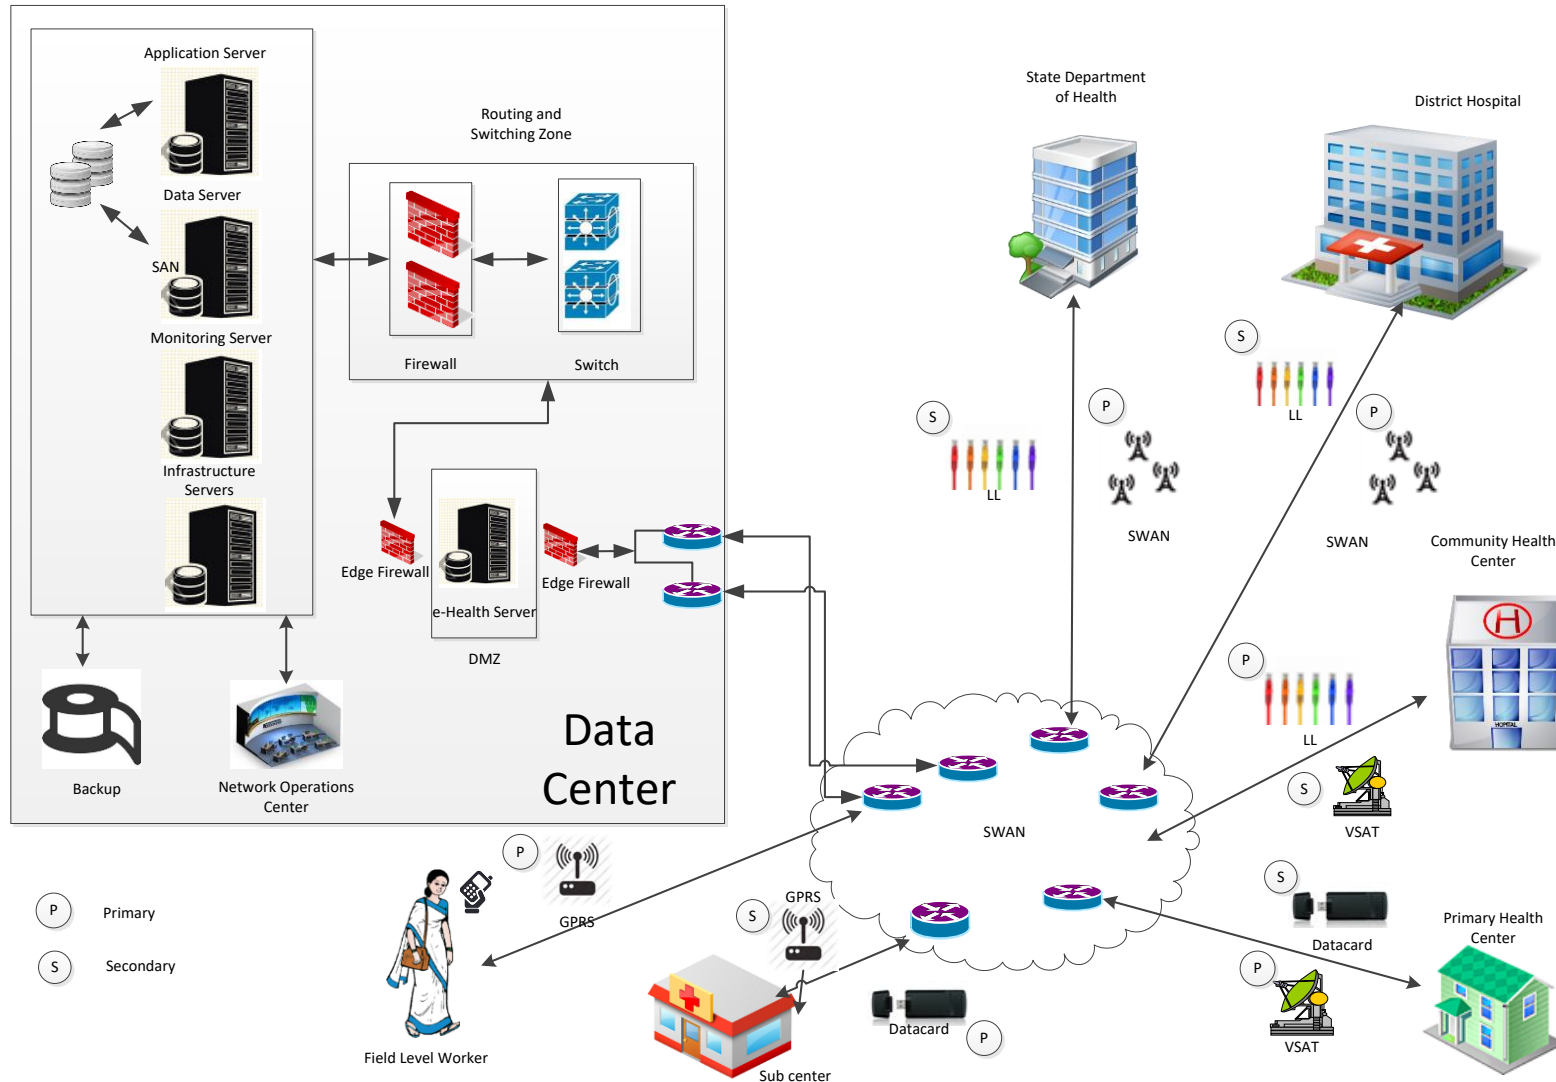 Application Server
Data Server
SAN
Monitoring Server
Infrastructure
Servers
Routing and
Switching Zone
Firewall
Switch
Edge Firewall
e-Health Server
Edge Firewall
DMZ
Backup
Network Operations
Center
Data
Center
State Department
of Health
District Hospital
S
LL
P
SWAN
S
LL
P
SWAN
Community Health
Center
H
HOPITAL
P
LL
S
VSAT
SWAN
P
GPRS
Field Level Worker
S
GPRS
Sub center
Datacard
P
S
Datacard
P
VSAT
Primary Health
Center
P
Primary
S
Secondary